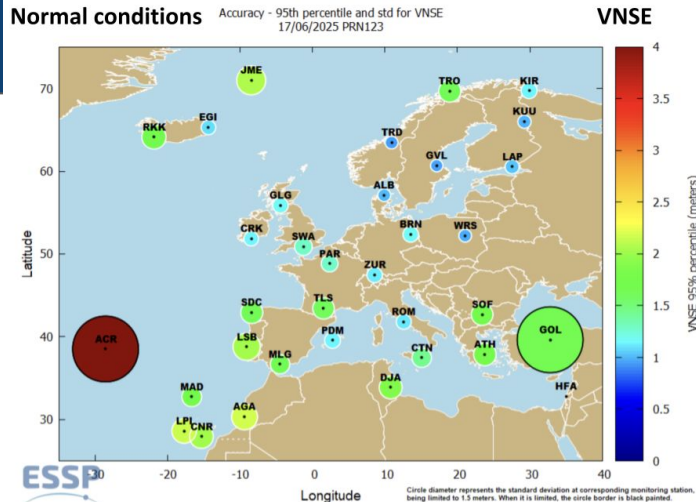 Normal conditions
Accuracy - 95th percentile and std for VNSE
17/06/2025 PRN123
VNSE
JME
TRO
KIR
EGI
KUU
RKK
TRD
GVL
LAP
ALB
GLG
CRK
SWA
BRN
WRS
PAR
ZUR
SDC
TLS
ROM
SOF
GOL
ACR
LSB
PDM
MLG
CTN
ATH
MAD
DJA
HFA
AGA
LPI
CNR
70
60
50
40
30
Latitude
-30
-20
-10
0
10
20
30
40
Longitude
4
3.5
3
2.5
2
1.5
1
0.5
0
VNSE 95% percentile (meters)
ESSP
Circle diameter represents the standard deviation at corresponding monitoring station,
being limited to 1.5 meters. When it is limited, the circle border is black painted.